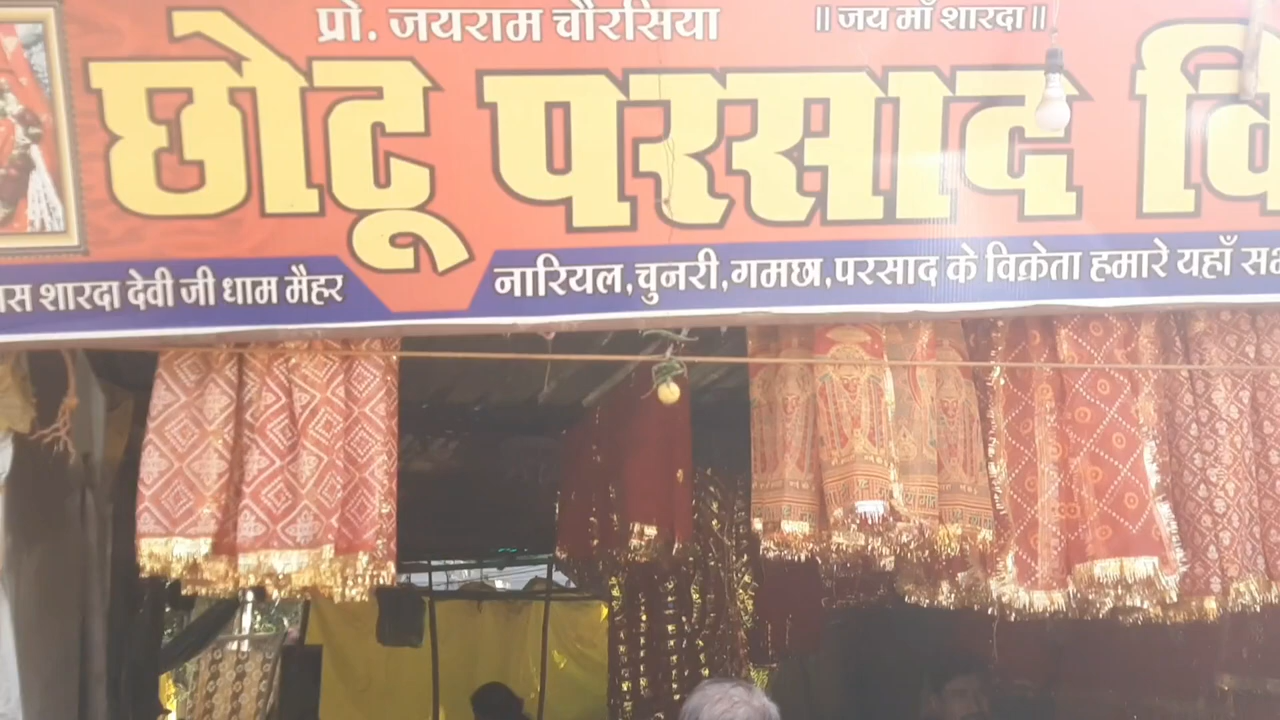 प्रो. जयराम चौरसिया
॥ जय माँ शारदा ॥
छोटू परसाद
शारदा देवी जी धाम मैहर
नारियल,चुनरी,गमछा,परसाद के विक्रेता हमारे यहाँ